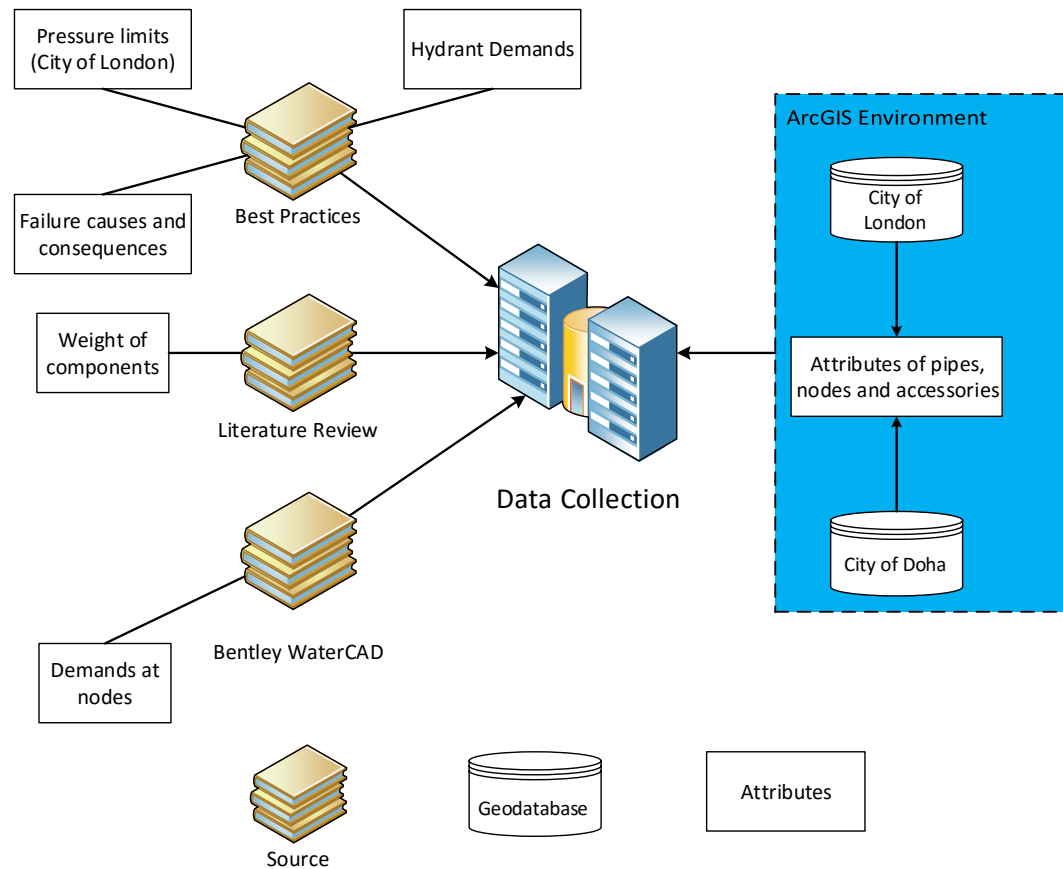 Pressure limits
(City of London)
Hydrant Demands
ArcGIS Environment
City of
London
Failure causes and
consequences
Best Practices
Weight of
components
Attributes of pipes,
nodes and accessories
Literature Review
Data Collection
City of Doha
Bentley WaterCAD
Demands at
nodes
Geodatabase
Attributes
Source